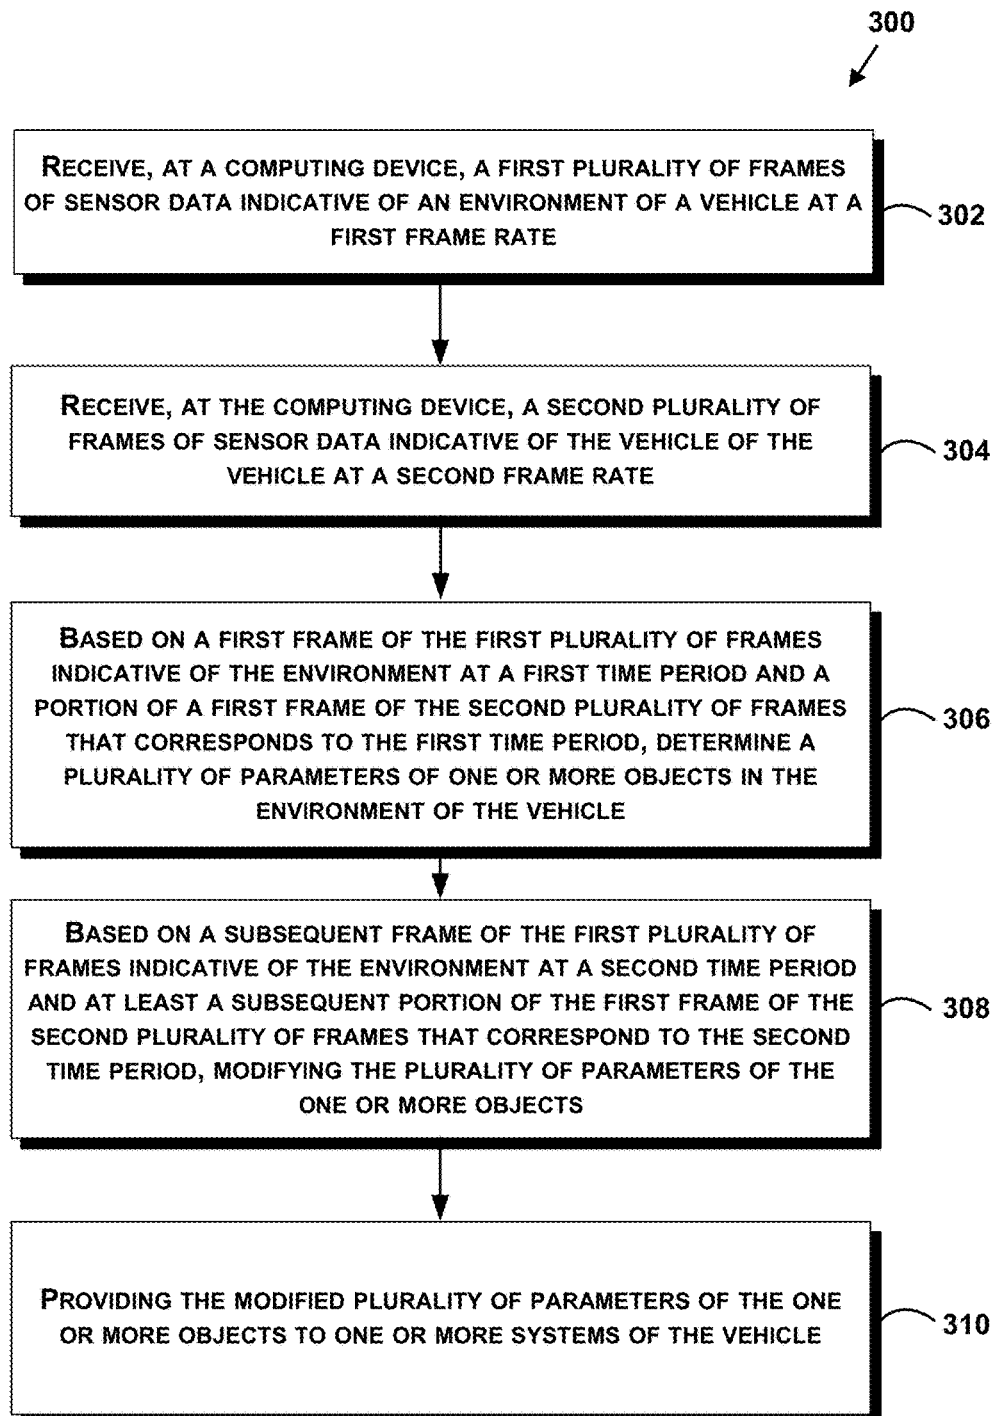 300
RECEIVE, AT A COMPUTING DEVICE, A FIRST PLURALITY OF FRAMES
OF SENSOR DATA INDICATIVE OF AN ENVIRONMENT OF A VEHICLE AT A
FIRST FRAME RATE
302
RECEIVE, AT THE COMPUTING DEVICE, A SECOND PLURALITY OF
FRAMES OF SENSOR DATA INDICATIVE OF THE VEHICLE OF THE
VEHICLE AT A SECOND FRAME RATE
304
BASED ON A FIRST FRAME OF THE FIRST PLURALITY OF FRAMES
INDICATIVE OF THE ENVIRONMENT AT A FIRST TIME PERIOD AND A
PORTION OF A FIRST FRAME OF THE SECOND PLURALITY OF FRAMES
THAT CORRESPONDS TO THE FIRST TIME PERIOD, DETERMINE A
PLURALITY OF PARAMETERS OF ONE OR MORE OBJECTS IN THE
ENVIRONMENT OF THE VEHICLE
306
BASED ON A SUBSEQUENT FRAME OF THE FIRST PLURALITY OF
FRAMES INDICATIVE OF THE ENVIRONMENT AT A SECOND TIME PERIOD
AND AT LEAST A SUBSEQUENT PORTION OF THE FIRST FRAME OF THE
SECOND PLURALITY OF FRAMES THAT CORRESPOND TO THE SECOND
TIME PERIOD, MODIFYING THE PLURALITY OF PARAMETERS OF THE
ONE OR MORE OBJECTS
308
PROVIDING THE MODIFIED PLURALITY OF PARAMETERS OF THE ONE
OR MORE OBJECTS TO ONE OR MORE SYSTEMS OF THE VEHICLE
310